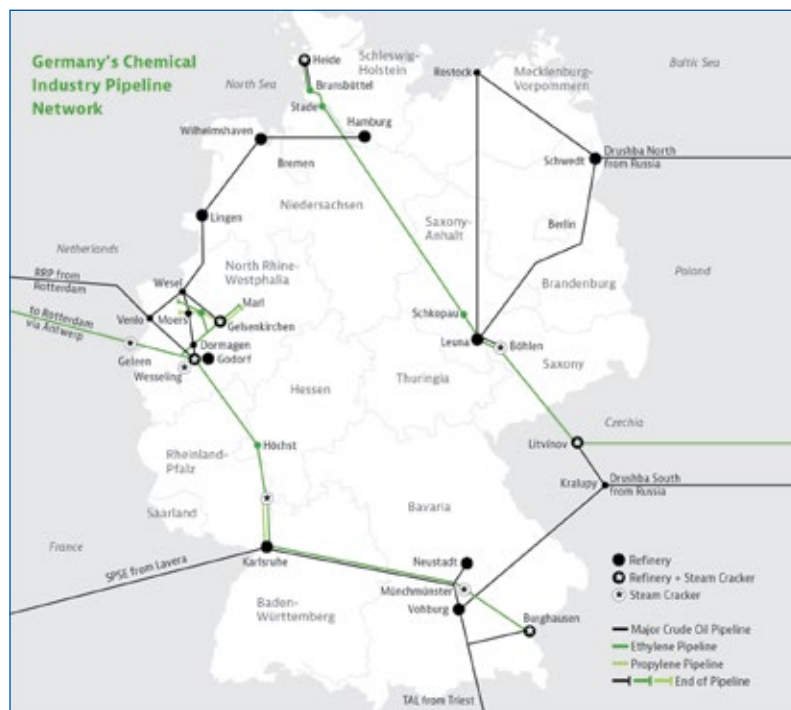 Germany's Chemical
Industry Pipeline
Network
Heide
Schleswig-
Holstein
Rostock
Mecklenburg-
Vorpommern
Baltic Sea
North Sea
Bransbüttel
Stade
Hamburg
Wilhelmshaven
Bremen
Schwedt
Drushba North
from Russia
Niedersachsen
Lingen
Saxony-
Anhalt
Berlin
Netherlands
RRP from
Rotterdam
Wesel
North Rhine-
Westphalia
Brandenburg
Poland
Marl
to Rotterdam
via Antwerp
Venlo
Moers
Gelsenkirchen
Schkopau
Dormagen
Leuna
Böhlen
Geleen
Godorf
Wesseling
Saxony
Hessen
Thuringia
Czechia
Höchst
Litvínov
Rheinland-
Pfalz
Kralupy
Drushba South
from Russia
Bavaria
Saarland
France
SPSE from Lavera
Karlsruhe
Neustadt
Münchmünster
Vohburg
Baden-
Württemberg
Burghausen
TAL from Triest
Refinery
Refinery + Steam Cracker
Steam Cracker
Major Crude Oil Pipeline
Ethylene Pipeline
Propylene Pipeline
End of Pipeline